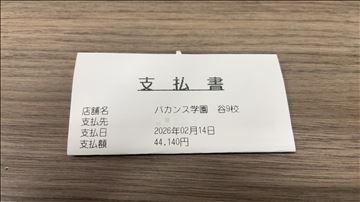 支払書
店舗名 バカンス学園 谷9校
支払先
支払日 2026年02月14日
支払額 44,140円